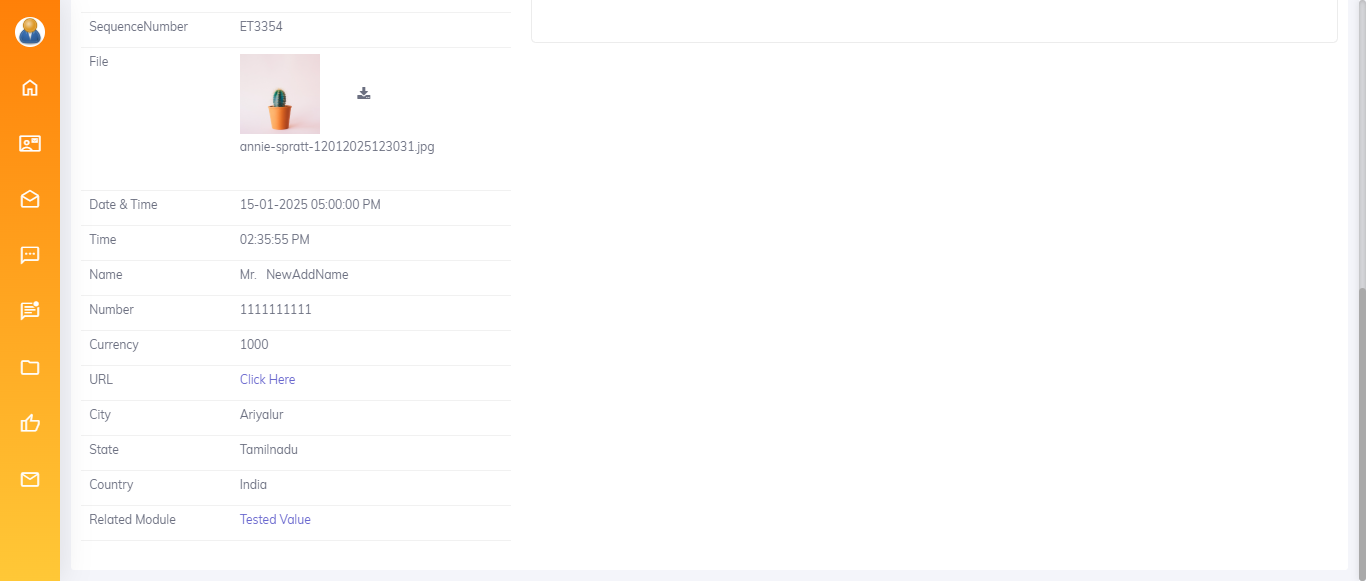 SequenceNumber ET3354
File
annie-spratt-12012025123031.jpg
Date & Time 15-01-2025 05:00:00 PM
Time 02:35:55 PM
Name Mr. NewAddName
Number 1111111111
Currency 1000
URL Click Here
City Ariyalur
State Tamilnadu
Country India
Related Module Tested Value